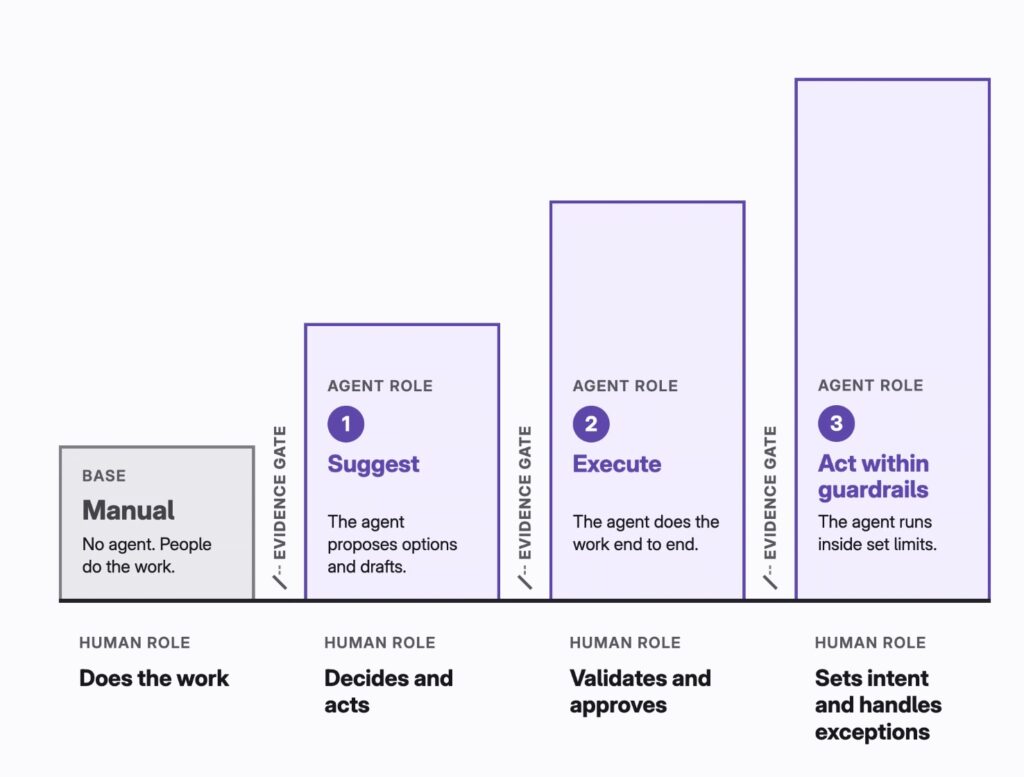 BASE
Manual
No agent. People
do the work.
EVIDENCE GATE
AGENT ROLE
1
Suggest
The agent
proposes options
and drafts.
EVIDENCE GATE
AGENT ROLE
2
Execute
The agent does the
work end to end.
EVIDENCE GATE
AGENT ROLE
3
Act within
guardrails
The agent runs
inside set limits.
HUMAN ROLE
Does the work
HUMAN ROLE
Decides and
acts
HUMAN ROLE
Validates and
approves
HUMAN ROLE
Sets intent
and handles
exceptions